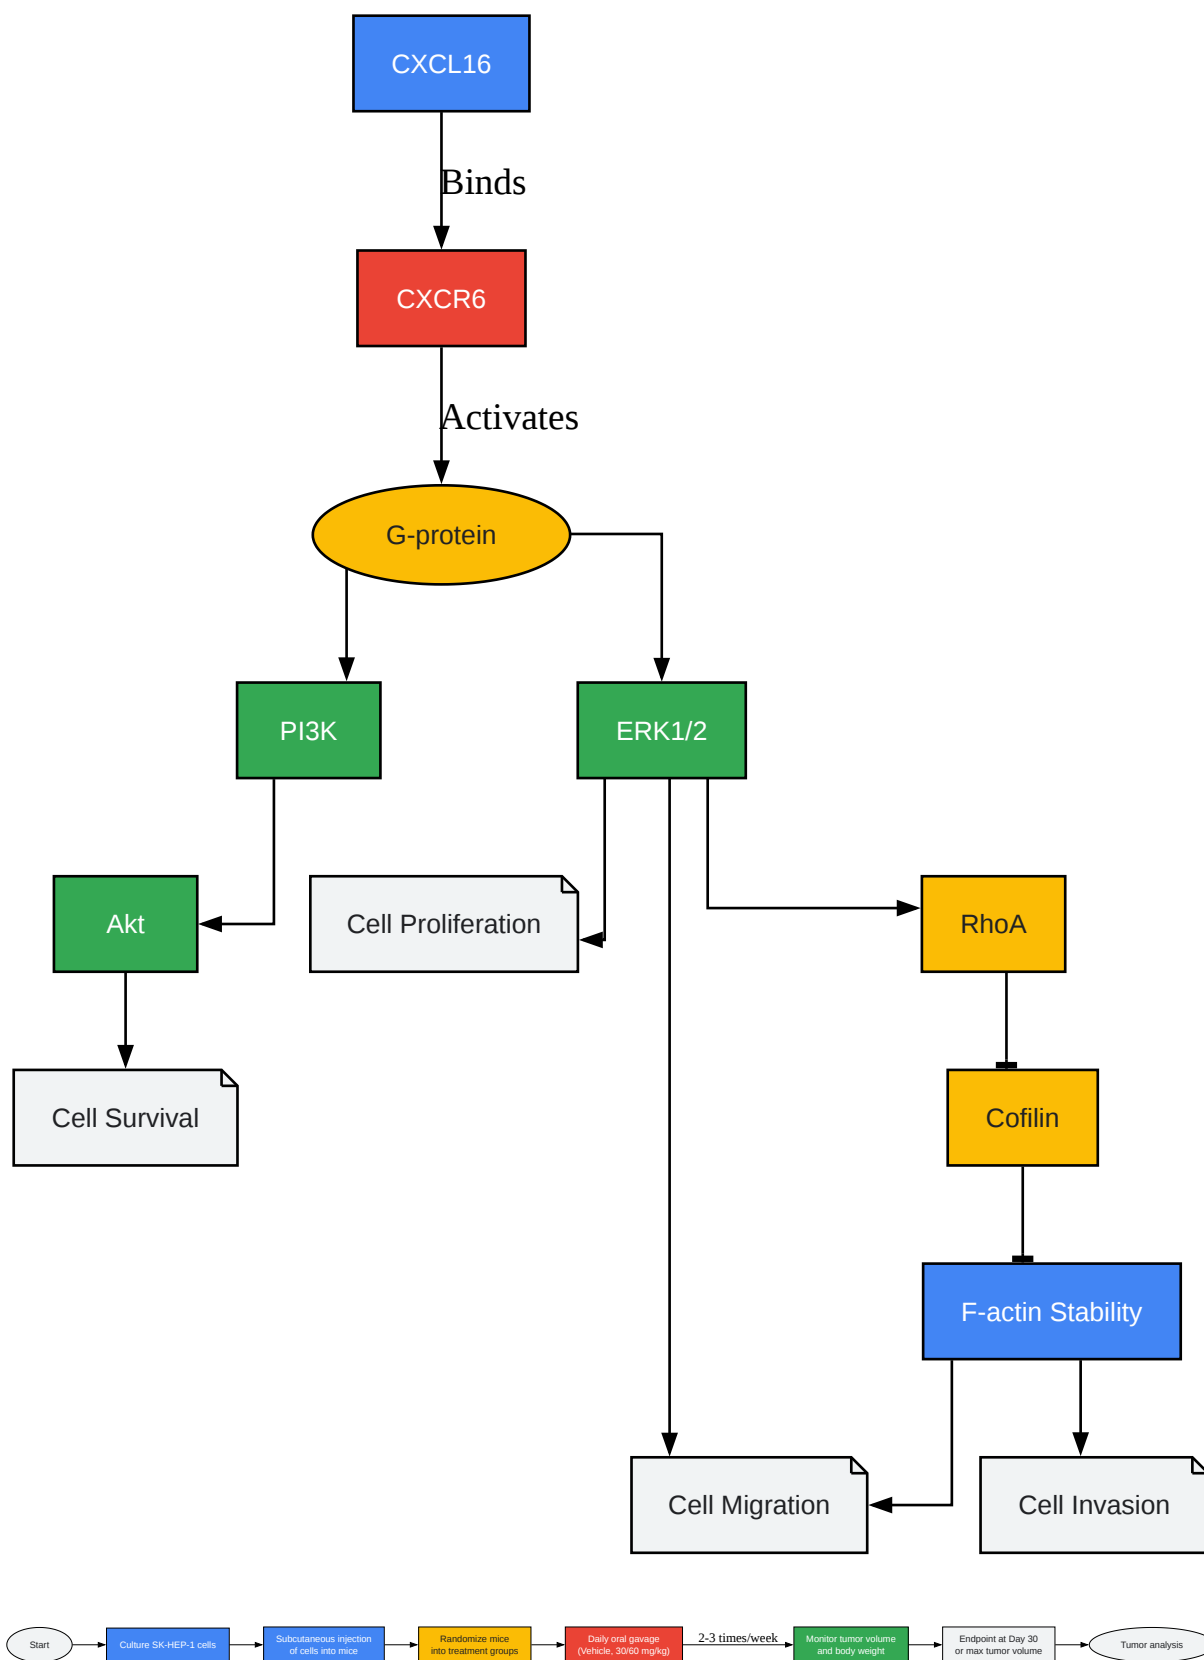 CXCL16
Binds
CXCR6
Activates
G-protein
PI3K
ERK1/2
Akt
Cell Proliferation
RhoA
Cell Survival
Cofilin
F-actin Stability
Cell Migration
Cell Invasion
Start
Culture SK-HEP-1 cells
Subcutaneous injection
of cells into mice
Randomize mice
into treatment groups
Daily oral gavage
(Vehicle, 30/60 mg/kg)
2-3 times/week
Monitor tumor volume
and body weight
Endpoint at Day 30
or max tumor volume
Tumor analysis